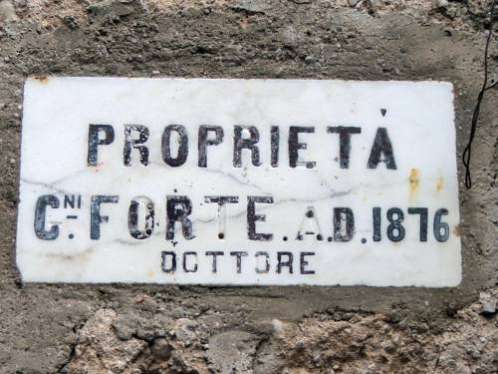 PROPRIETÀ
C.NI FORTE.A.D.1876
DOTTORE